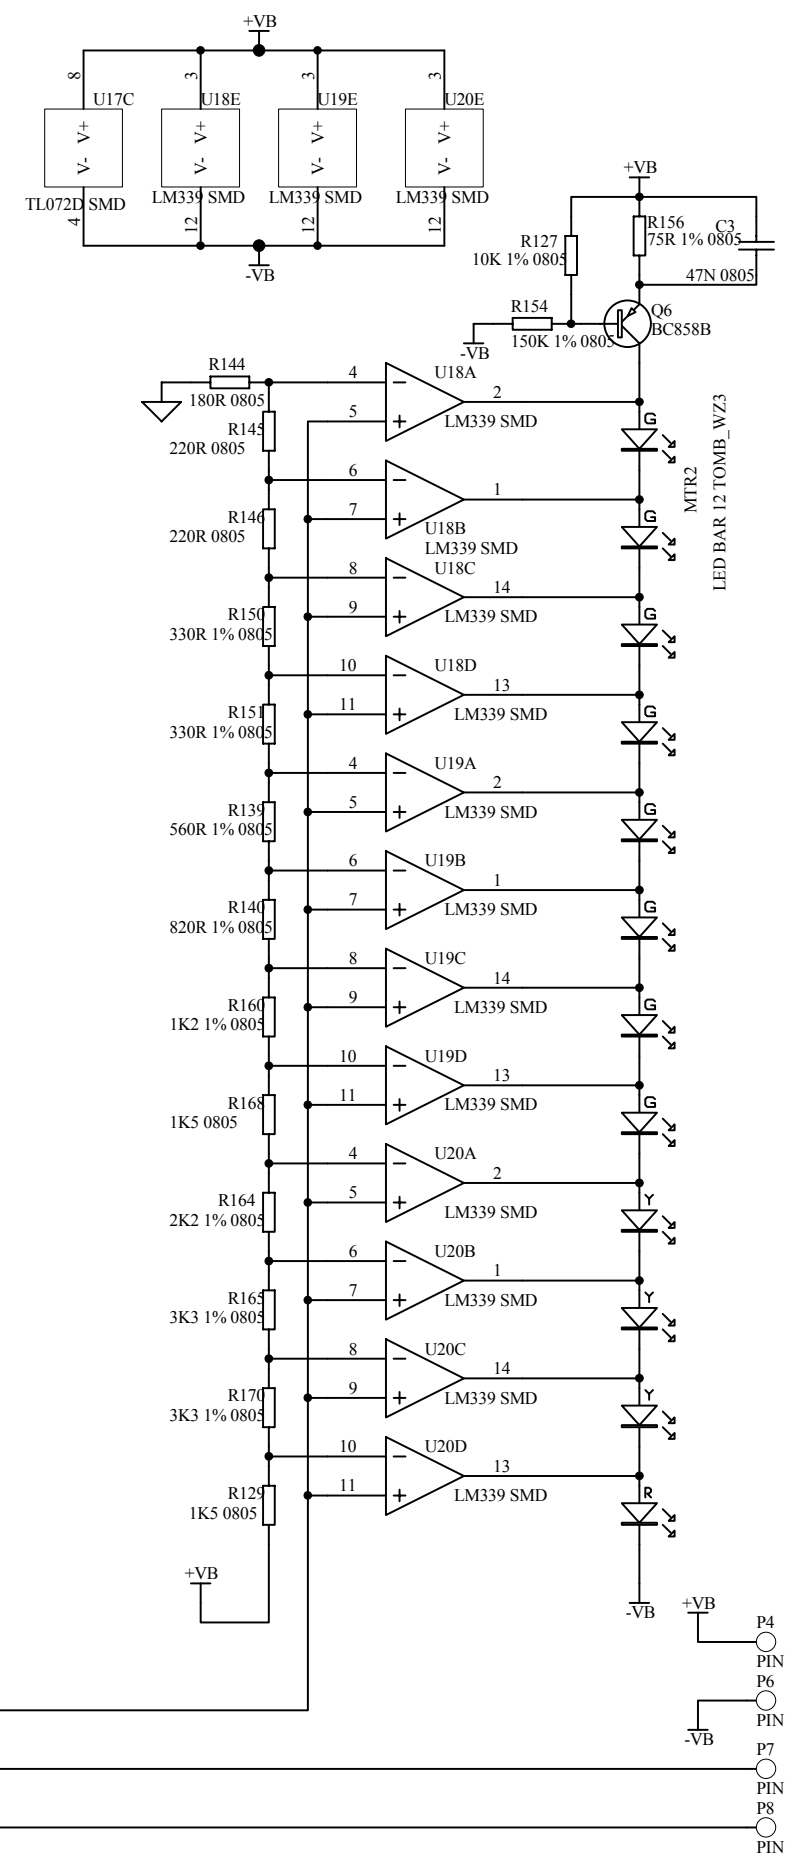 +VB
8
3
3
3
U17C
U18E
U19E
U20E
V+
V+
V+
V+
V-
V-
V-
V-
TL072D SMD
LM339 SMD
LM339 SMD
LM339 SMD
4
12
12
12
-VB
+VB
R156
75R 1% 0805
C3
47N 0805
R127
10K 1% 0805
R154
150K 1% 0805
-VB
Q6
BC858B
R144
180R 0805
4
5
U18A
2
LM339 SMD
R145
220R 0805
G
MTR2
LED BAR 12 TOMB_WZ3
6
7
1
U18B
LM339 SMD
R146
220R 0805
G
8
9
U18C
14
LM339 SMD
R150
330R 1% 0805
G
10
11
U18D
13
LM339 SMD
R151
330R 1% 0805
G
4
5
U19A
2
LM339 SMD
R139
560R 1% 0805
G
6
7
U19B
1
LM339 SMD
R140
820R 1% 0805
G
8
9
U19C
14
LM339 SMD
R160
1K2 1% 0805
G
10
11
U19D
13
LM339 SMD
R168
1K5 0805
G
4
5
U20A
2
LM339 SMD
R164
2K2 1% 0805
Y
6
7
U20B
1
LM339 SMD
R165
3K3 1% 0805
Y
8
9
U20C
14
LM339 SMD
R170
3K3 1% 0805
Y
10
11
U20D
13
LM339 SMD
R129
1K5 0805
R
+VB
-VB
+VB
P4
PIN
P6
PIN
-VB
P7
PIN
P8
PIN